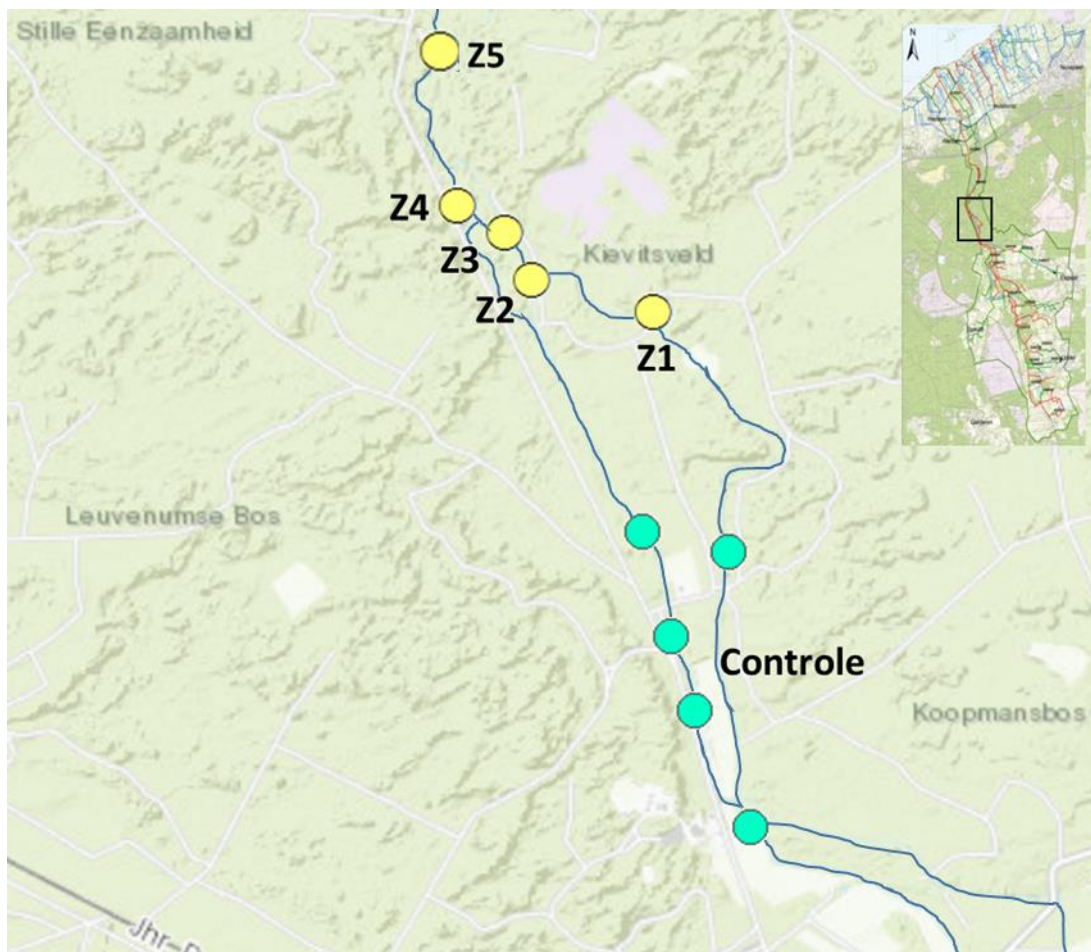 Stille Eenzaamheid
Z5
N
Z4
Z3
Kievitsveld
Z2
Z1
Leuvenumse Bos
Controle
Koopmansbos